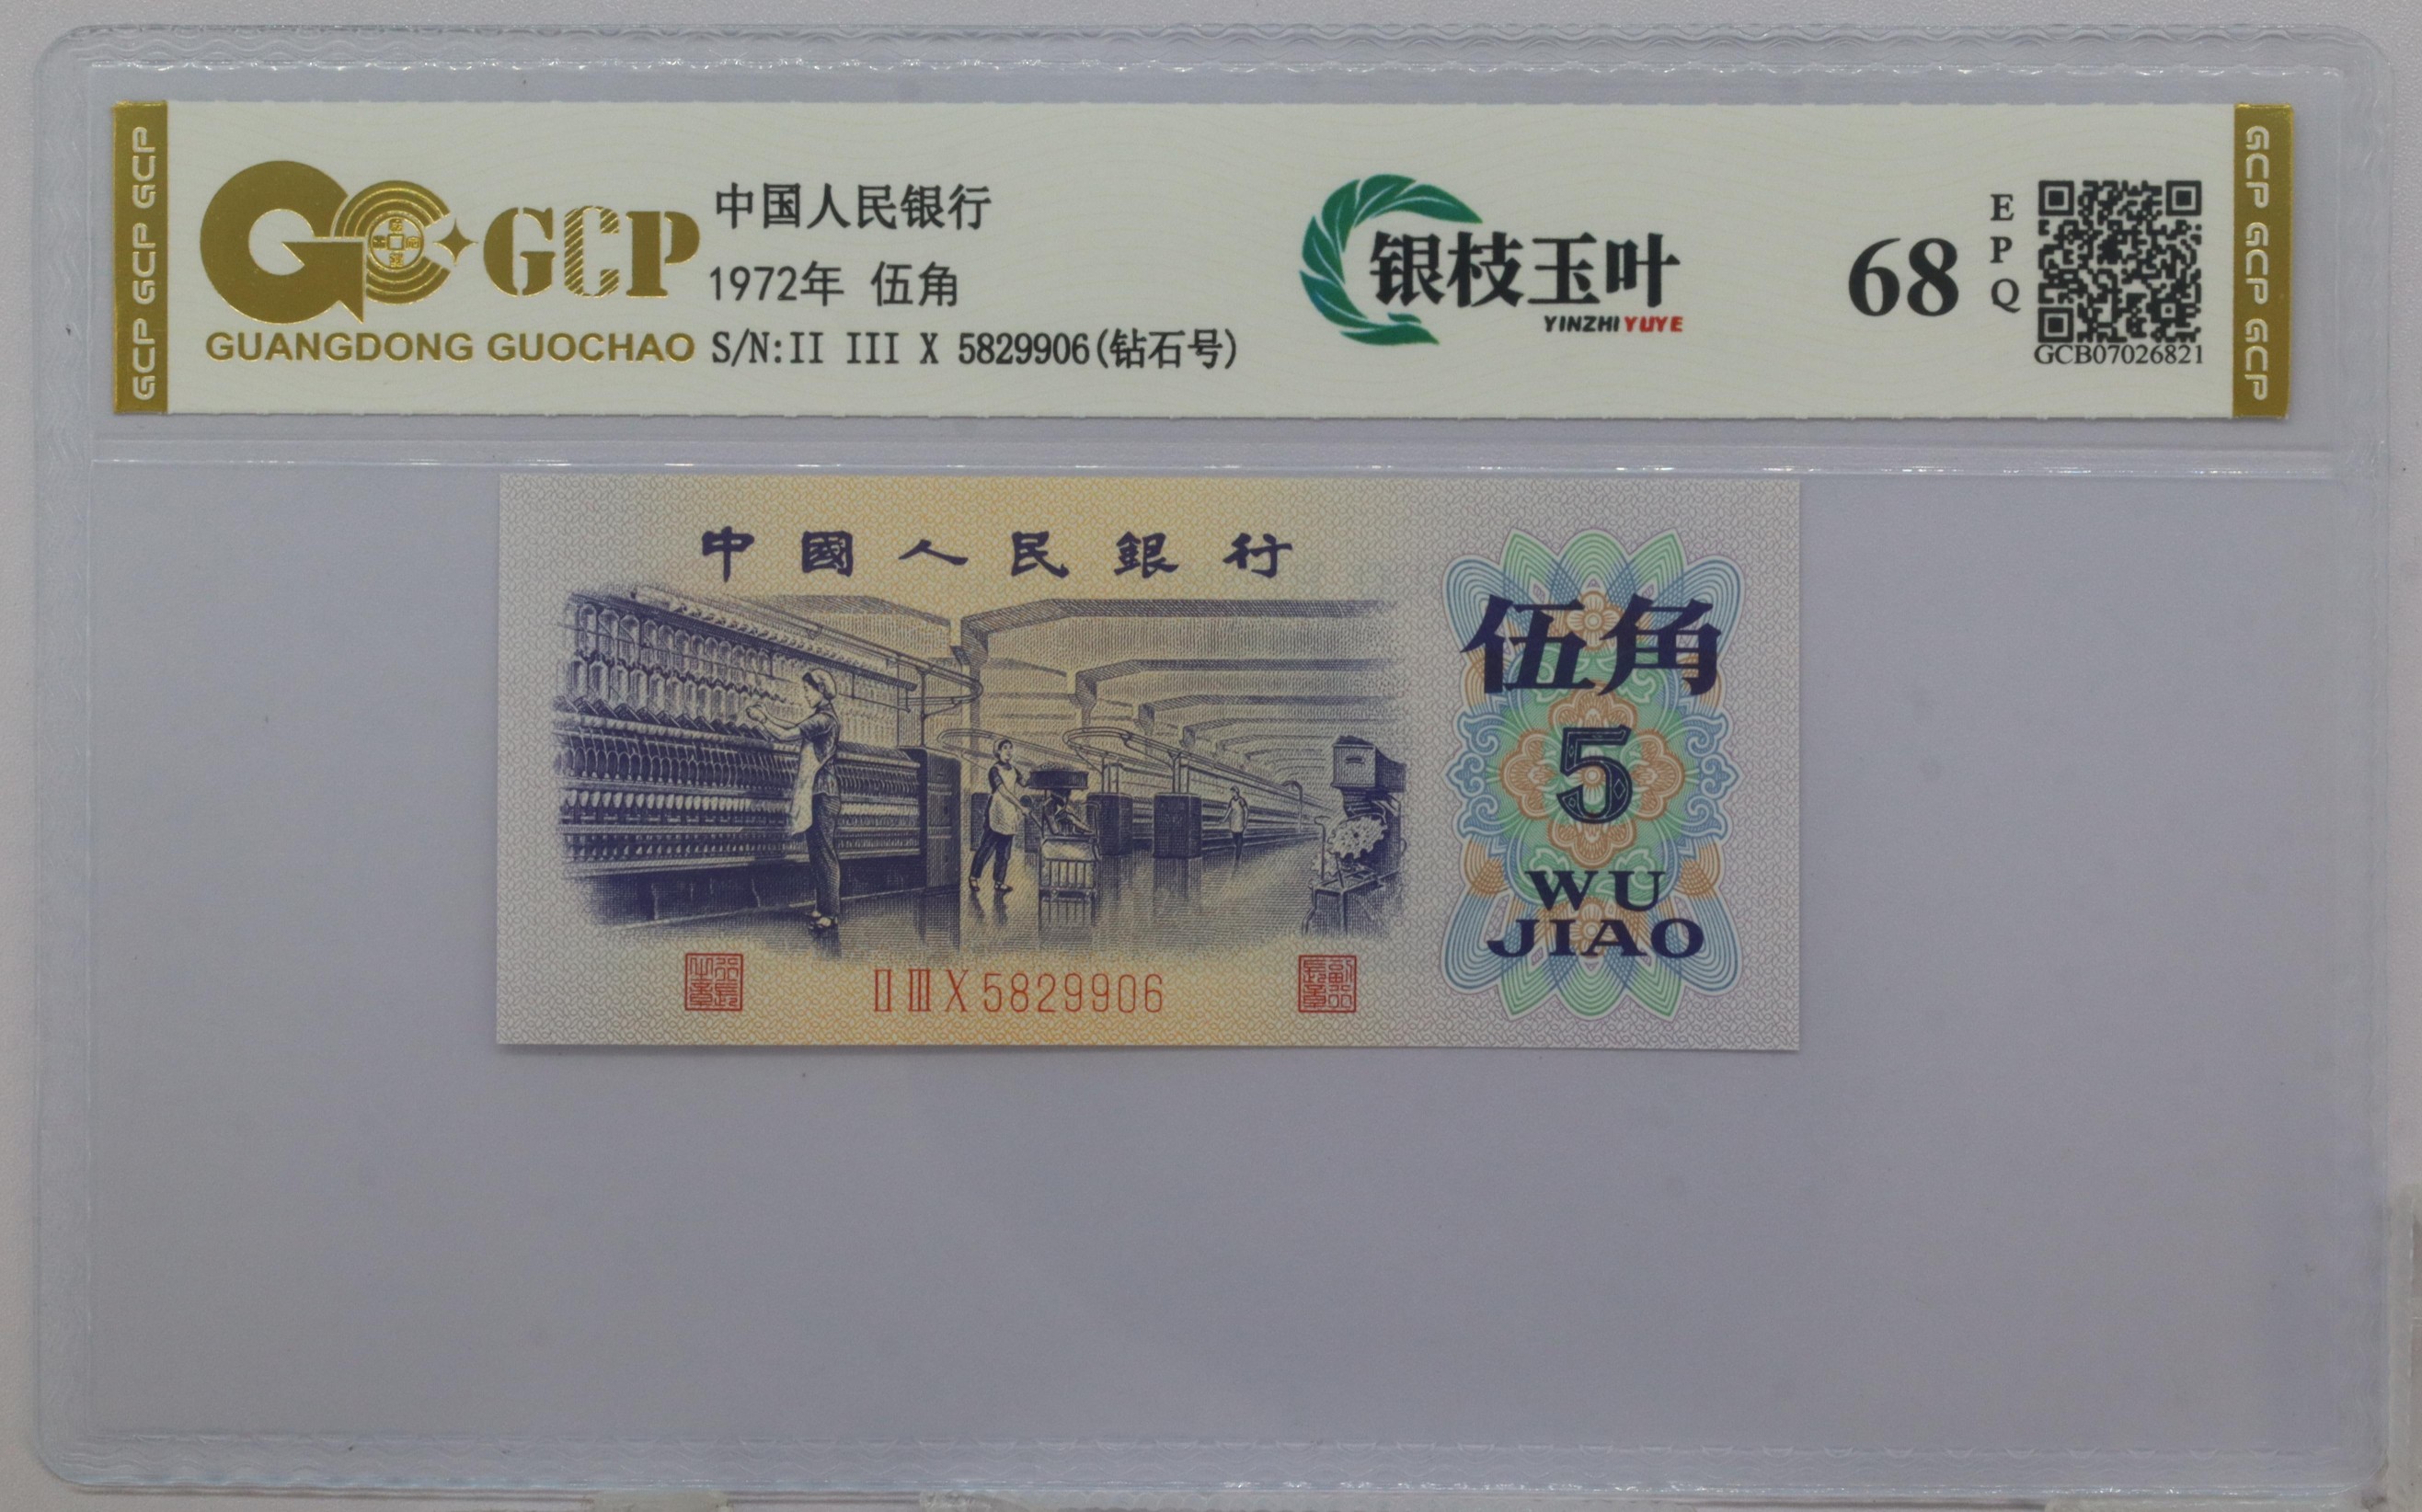 GCP GCP GCP
GCP
GUANGDONG GUOCHAO
中国人民银行
1972年 伍角
S/N:II III X 5829906(钻石号)
银枝玉叶
YINZHI YUYE
68
EPQ
GCB07026821
GCP GCP GCP
中國人民銀行
伍角
5
WU
JIAO
II III X 5829906